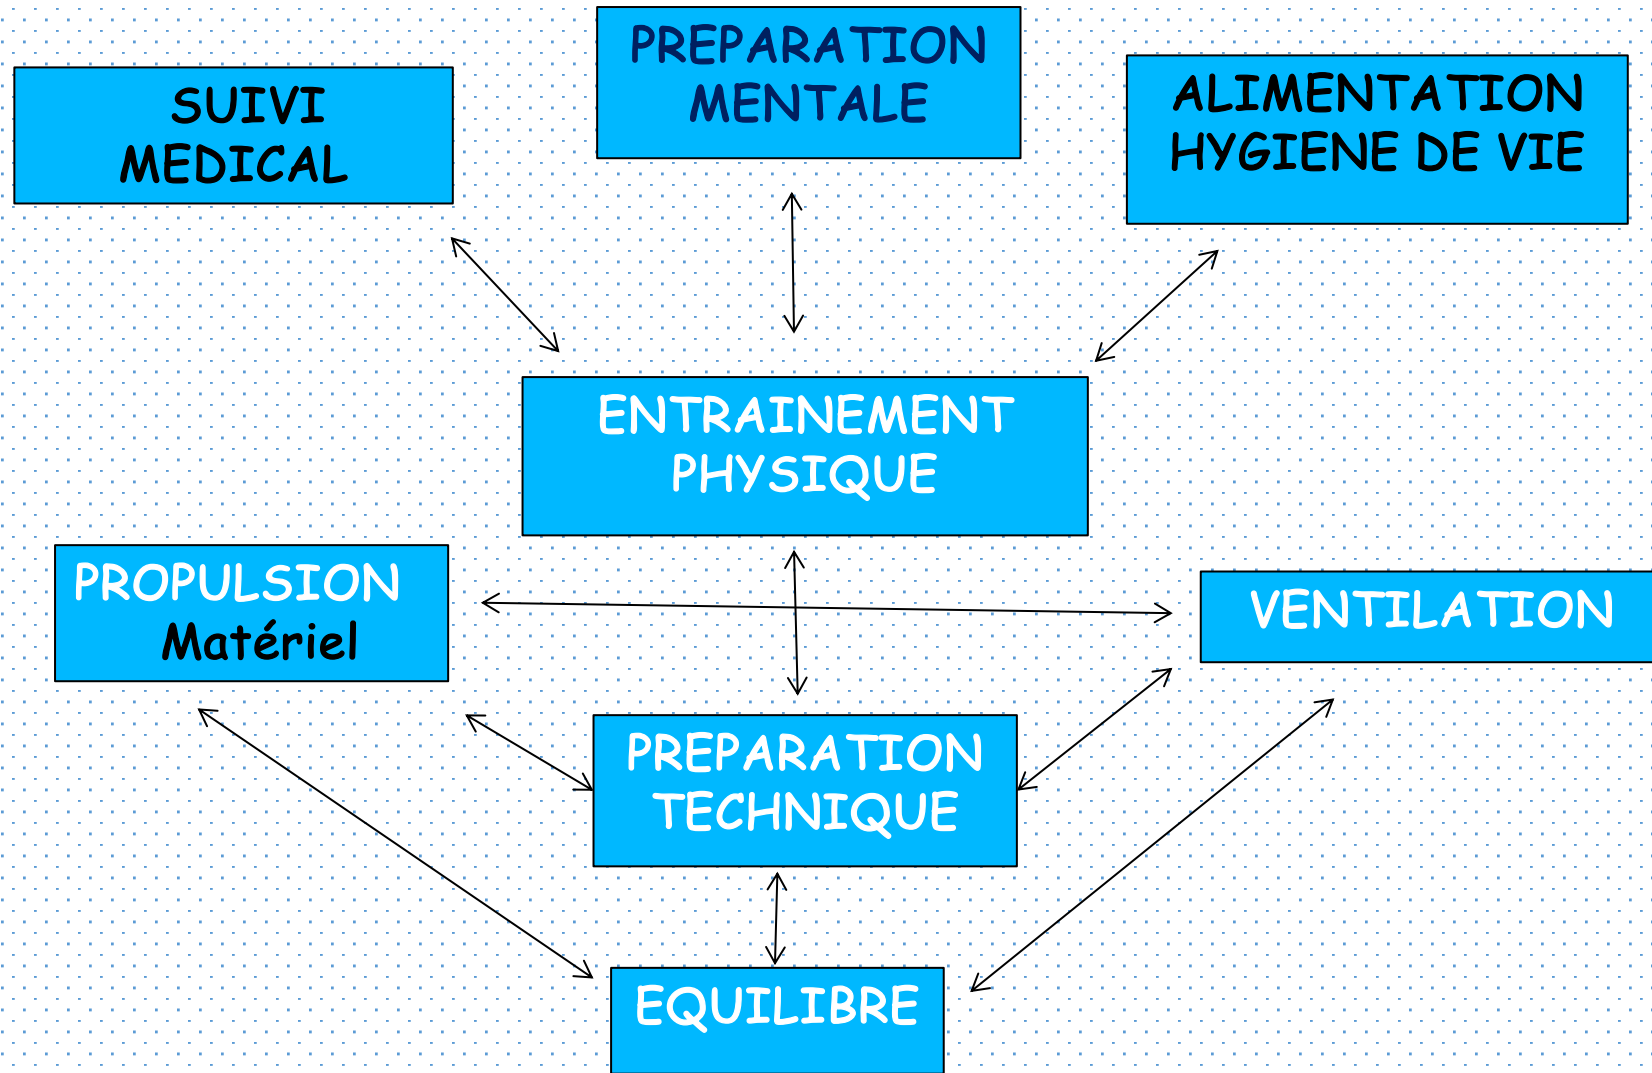 PREPARATION
MENTALE
SUIVI
MEDICAL
ALIMENTATION
HYGIENE DE VIE
ENTRAINEMENT
PHYSIQUE
PROPULSION
Matériel
VENTILATION
PREPARATION
TECHNIQUE
EQUILIBRE